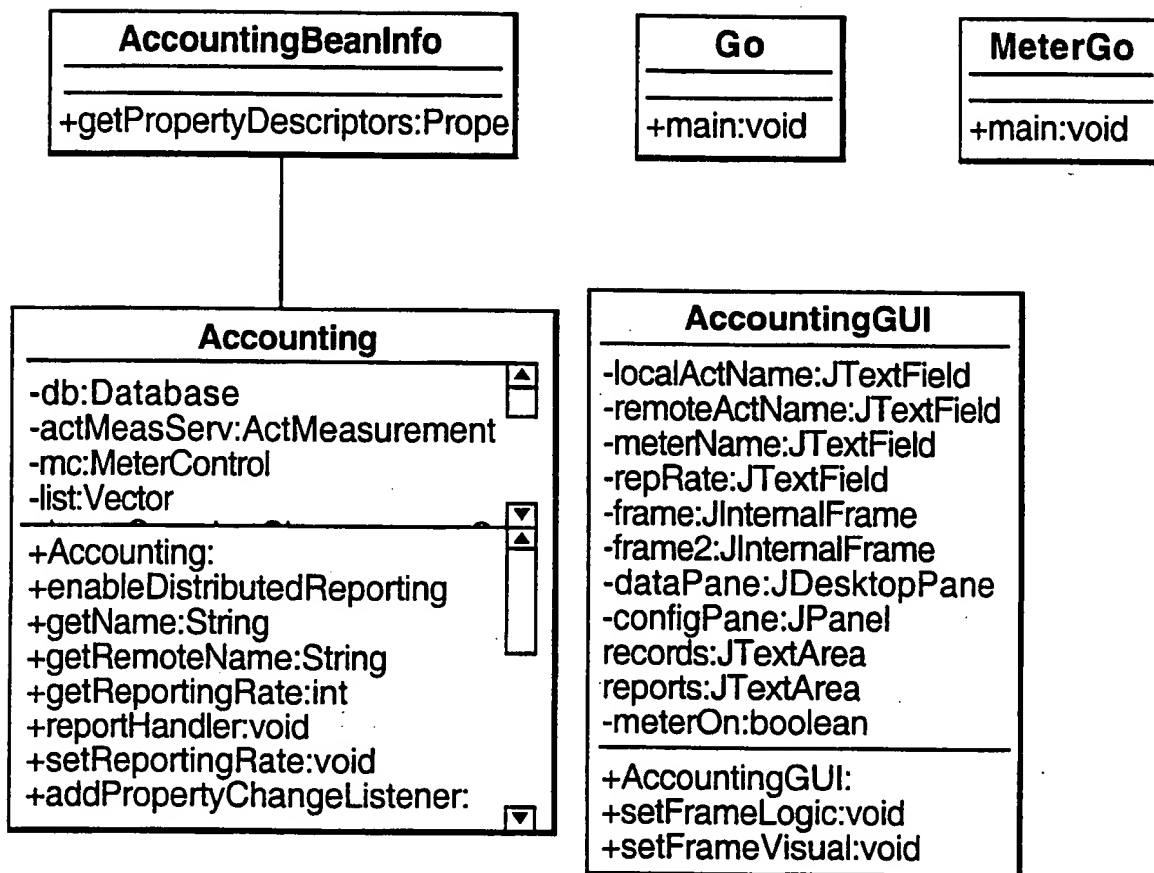 AccountingBeanInfo
+getPropertyDescriptors:Prope
Go
+main:void
MeterGo
+main:void
Accounting
-db:Database
-actMeasServ:ActMeasurement
-mc:MeterControl
-list:Vector
+Accounting:
+enableDistributedReporting
+getName:String
+getRemoteName:String
+getReportingRate:int
+reportHandler:void
+setReportingRate:void
+addPropertyChangeListener:
AccountingGUI
-localActName:JTextField
-remoteActName:JTextField
-meterName:JTextField
-repRate:JTextField
-frame:JInternalFrame
-frame2:JInternalFrame
-dataPane:JDesktopPane
-configPane:JPanel
records:JTextArea
reports:JTextArea
-meterOn:boolean
+AccountingGUI:
+setFrameLogic:void
+setFrameVisual:void